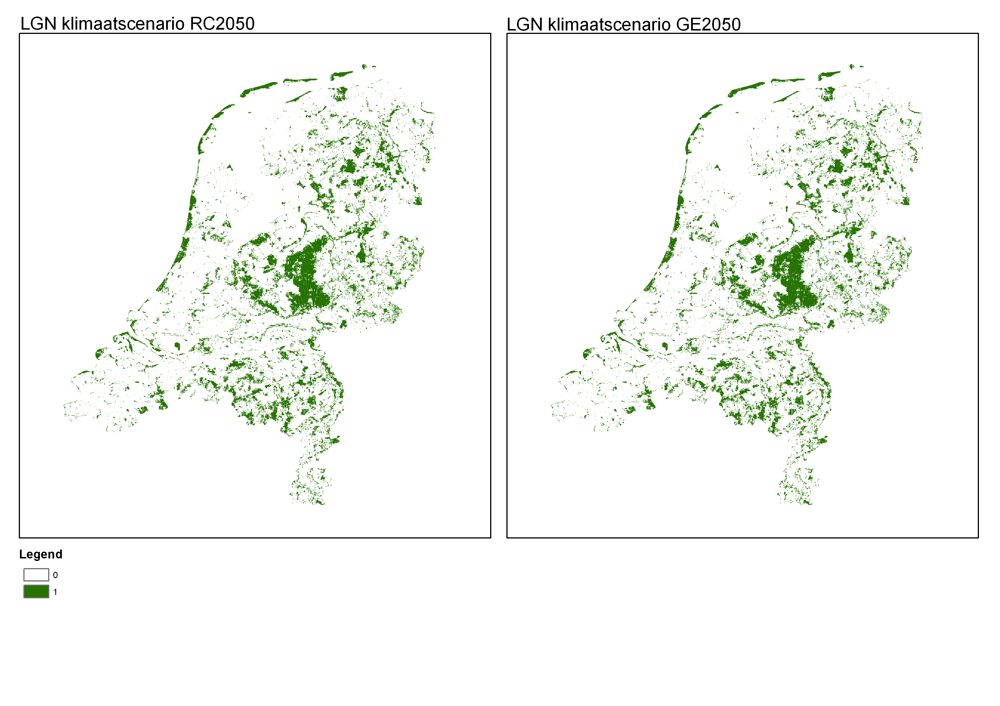 LGN klimaatscenario RC2050
LGN klimaatscenario GE2050
Legend
0
1